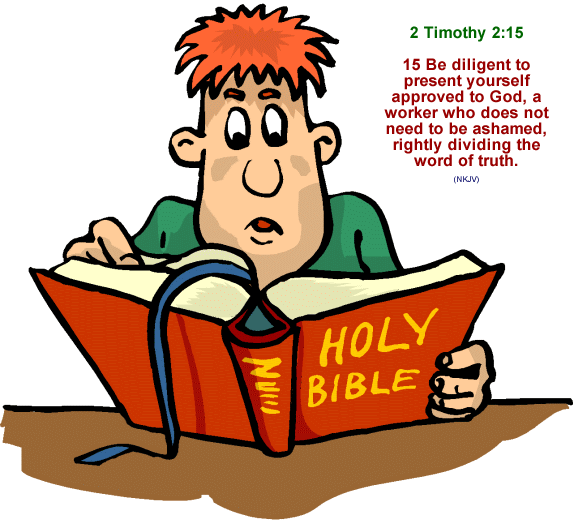 2 Timothy 2:15
15 Be diligent to
present yourself
approved to God, a
worker who does not
need to be ashamed,
rightly dividing the
word of truth.
(NKJV)
HOLY
BIBLE